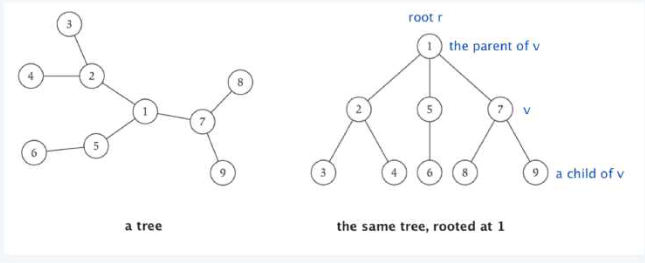 3
4
2
8
1
7
5
6
9
a tree
root r
1 the parent of v
2
5
7 v
3
4
6
8
9 a child of v
the same tree, rooted at 1